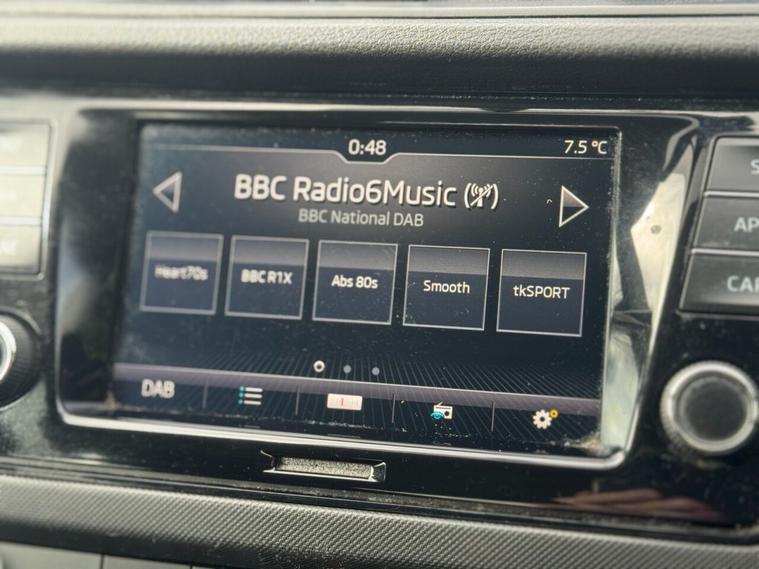 0:48
7.5 °C
BBC Radio6Music
BBC National DAB
Heart70s
BBC R1X
Abs 80s
Smooth
tkSPORT
DAB